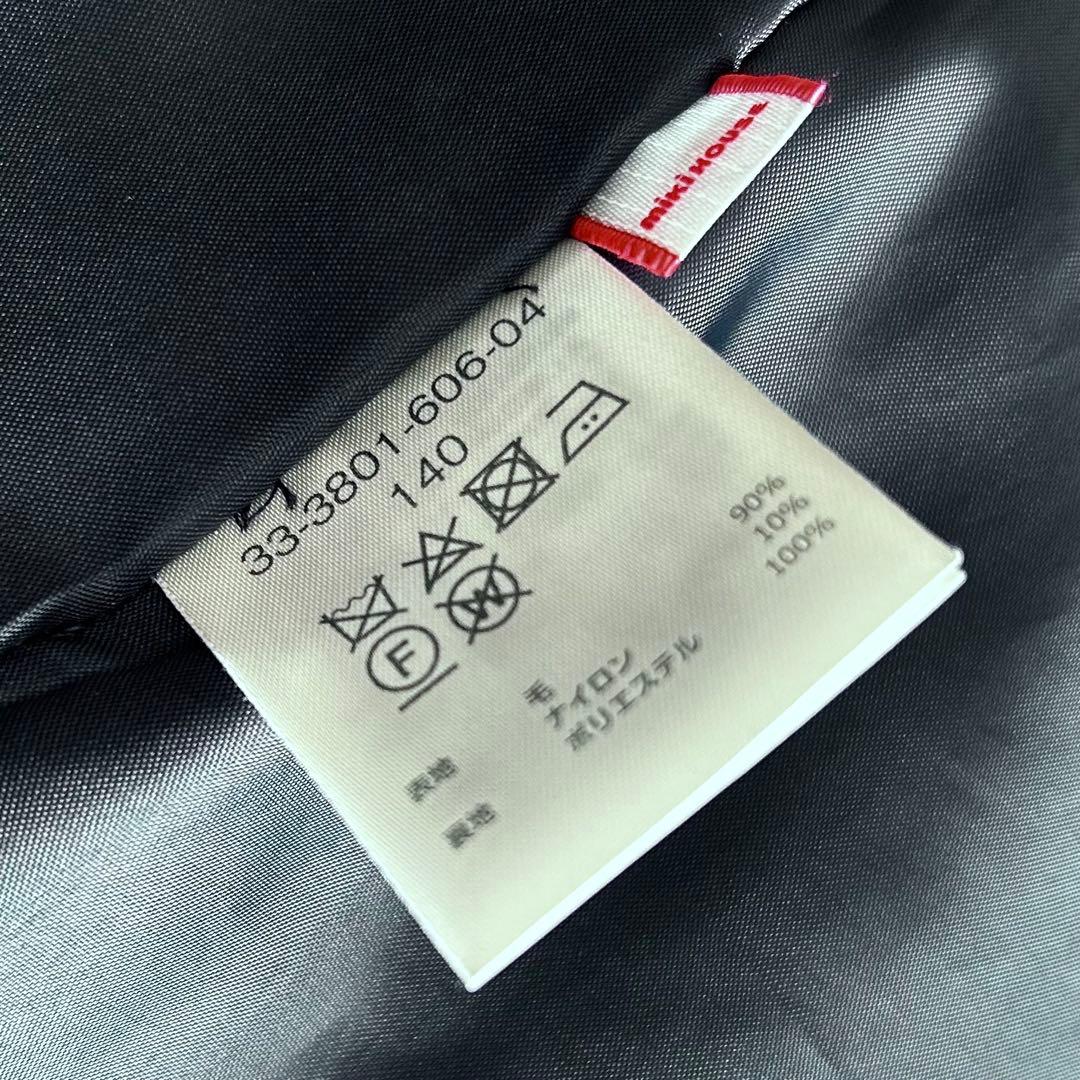 mikiHOUSE
33-3801-606-04
140
F
W
表地 毛 90%
ナイロン 10%
裏地 ポリエステル 100%